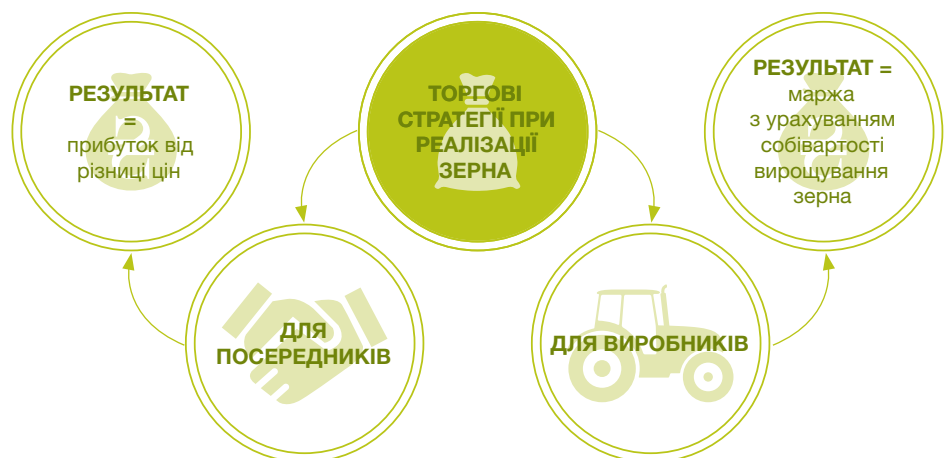 РЕЗУЛЬТАТ
=
прибуток від
різниці цін
ТОРГОВІ
СТРАТЕГІЇ ПРИ
РЕАЛІЗАЦІЇ
ЗЕРНА
РЕЗУЛЬТАТ =
маржа
з урахуванням
собівартості
вирощування
зерна
ДЛЯ
ПОСЕРЕДНИКІВ
ДЛЯ ВИРОБНИКІВ